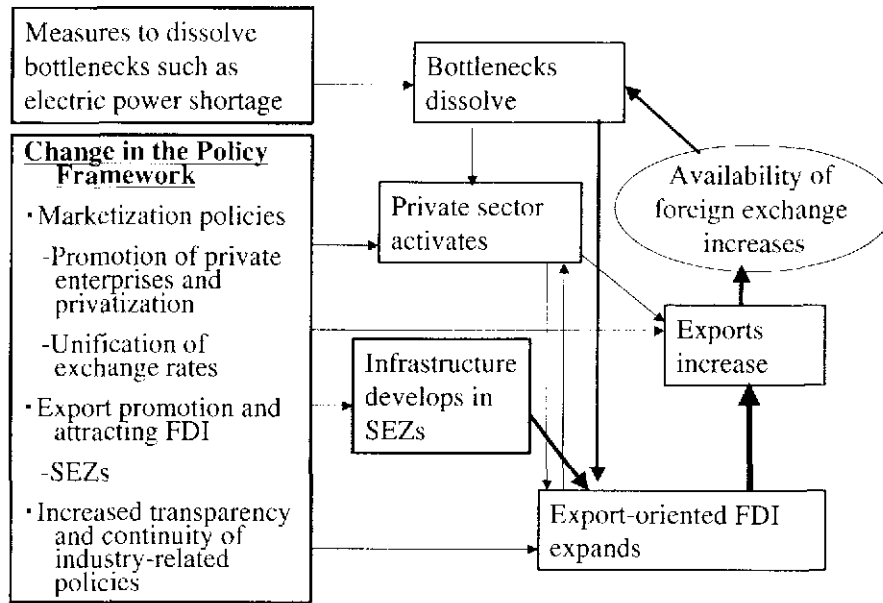 Measures to dissolve
bottlenecks such as
electric power shortage
Bottlenecks
dissolve
Change in the Policy
Framework
・Marketization policies
-Promotion of private
enterprises and
privatization
-Unification of
exchange rates
・Export promotion and
attracting FDI
-SEZs
・Increased transparency
and continuity of
industry-related
policies
Private sector
activates
Availability of
foreign exchange
increases
Exports
increase
Infrastructure
develops in
SEZs
Export-oriented FDI
expands